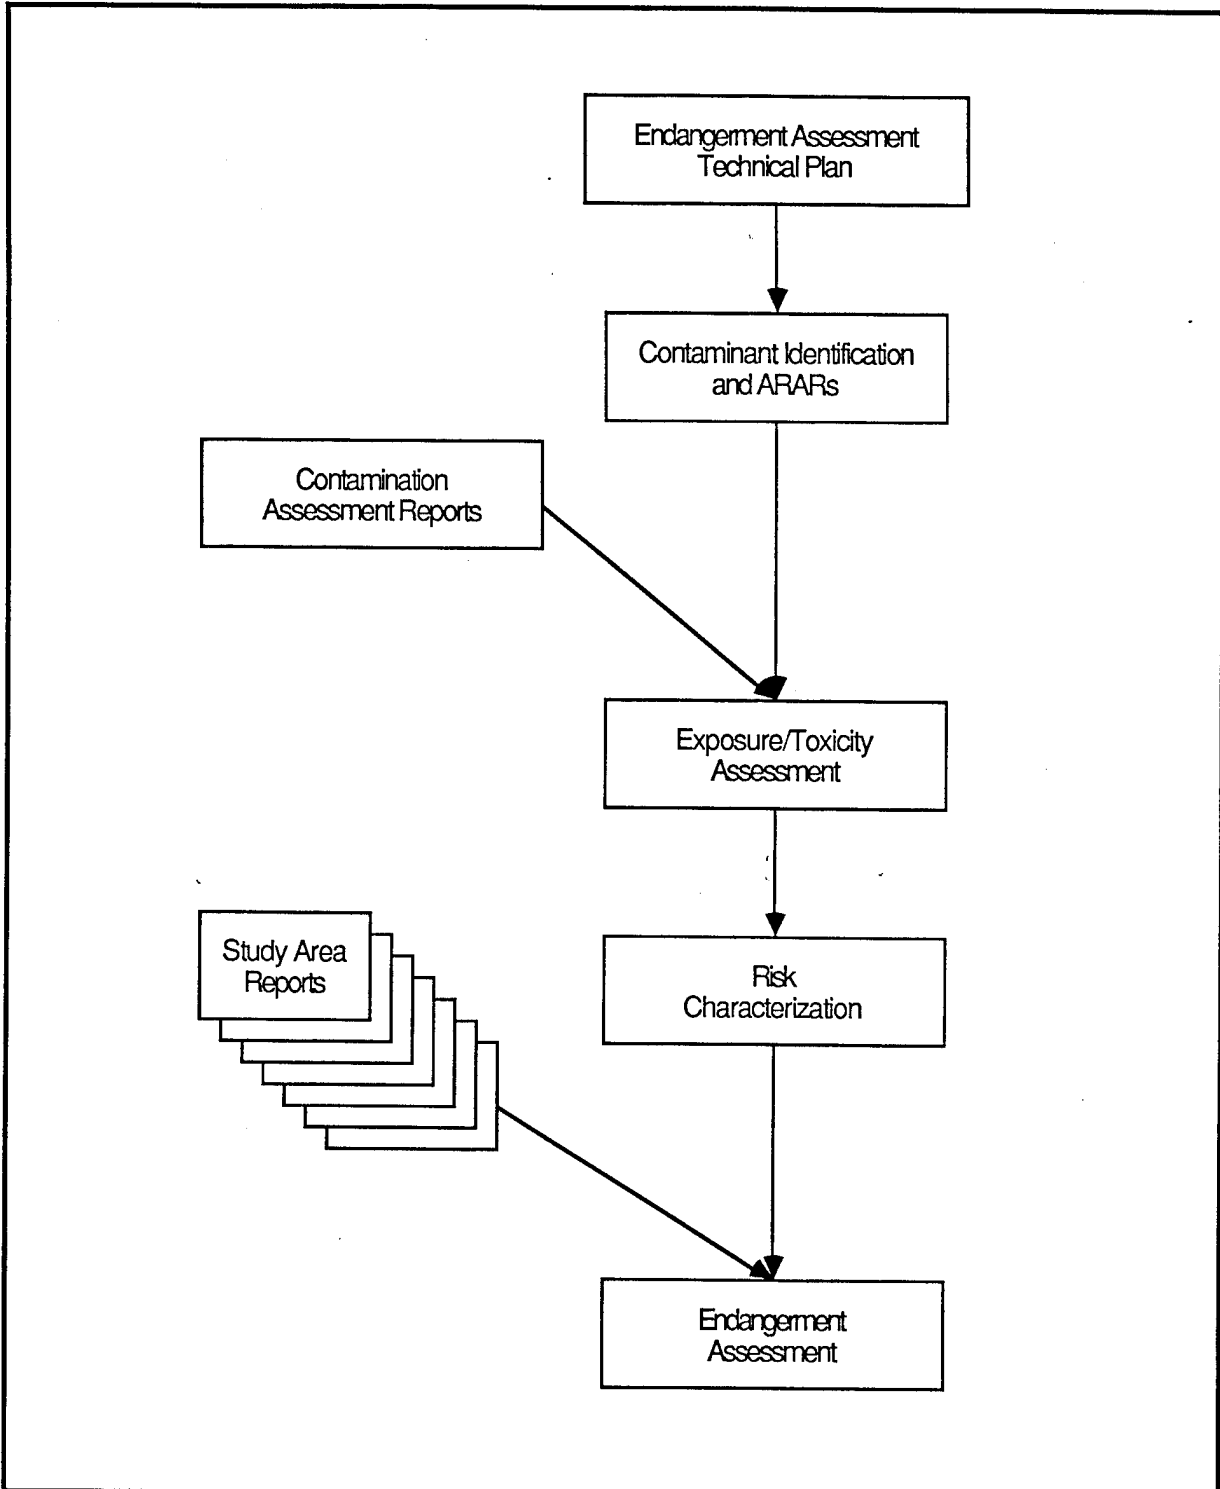 Endangerment Assessment
Technical Plan
Contaminant Identification
and ARARs
Contamination
Assessment Reports
Exposure/Toxicity
Assessment
Study Area
Reports
Risk
Characterization
Endangerment
Assessment